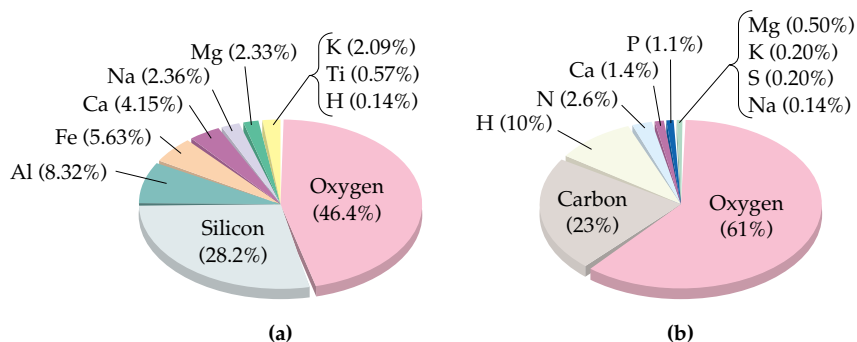 Mg (2.33%)
Na (2.36%)
Ca (4.15%)
Fe (5.63%)
Al (8.32%)
K (2.09%)
Ti (0.57%)
H (0.14%)
Oxygen
(46.4%)
Silicon
(28.2%)
(a)
P (1.1%)
Ca (1.4%)
N (2.6%)
H (10%)
Mg (0.50%)
K (0.20%)
S (0.20%)
Na (0.14%)
Carbon
(23%)
Oxygen
(61%)
(b)